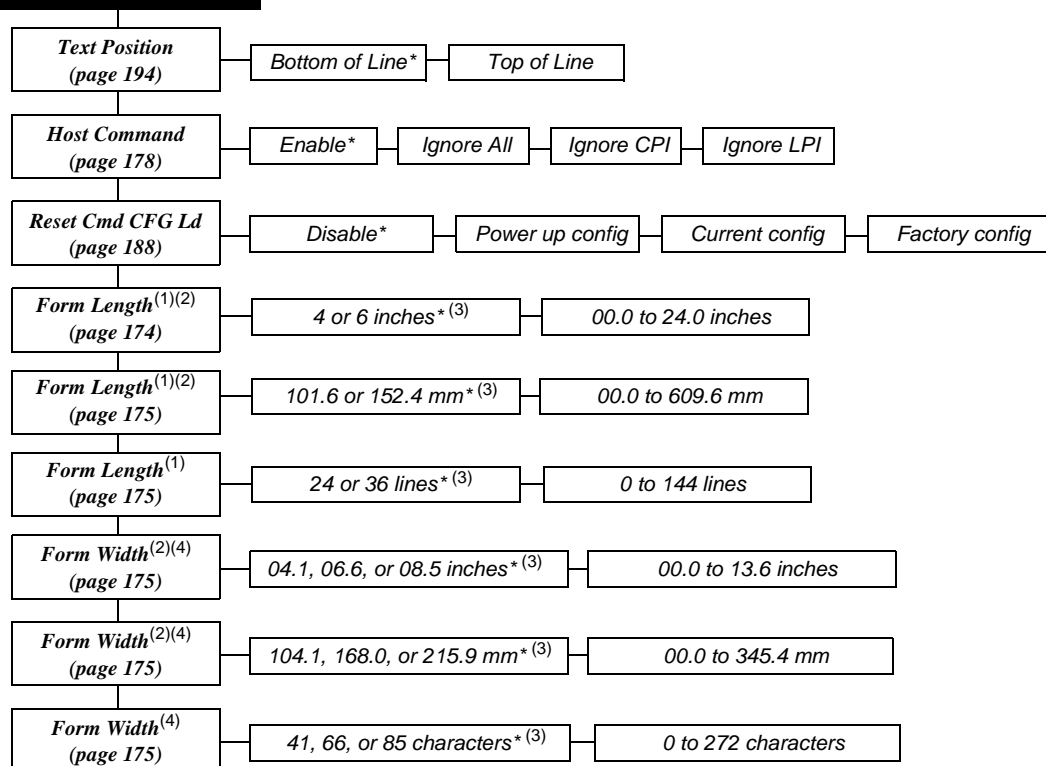 Text Position
(page 194)
Bottom of Line*
Top of Line
Host Command
(page 178)
Enable*
Ignore All
Ignore CPI
Ignore LPI
Reset Cmd CFG Ld
(page 188)
Disable*
Power up config
Current config
Factory config
Form Length(1)(2)
(page 174)
4 or 6 inches* (3)
00.0 to 24.0 inches
Form Length(1)(2)
(page 175)
101.6 or 152.4 mm* (3)
00.0 to 609.6 mm
Form Length(1)
(page 175)
24 or 36 lines* (3)
0 to 144 lines
Form Width(2)(4)
(page 175)
04.1, 06.6, or 08.5 inches* (3)
00.0 to 13.6 inches
Form Width(2)(4)
(page 175)
104.1, 168.0, or 215.9 mm* (3)
00.0 to 345.4 mm
Form Width(4)
(page 175)
41, 66, or 85 characters* (3)
0 to 272 characters